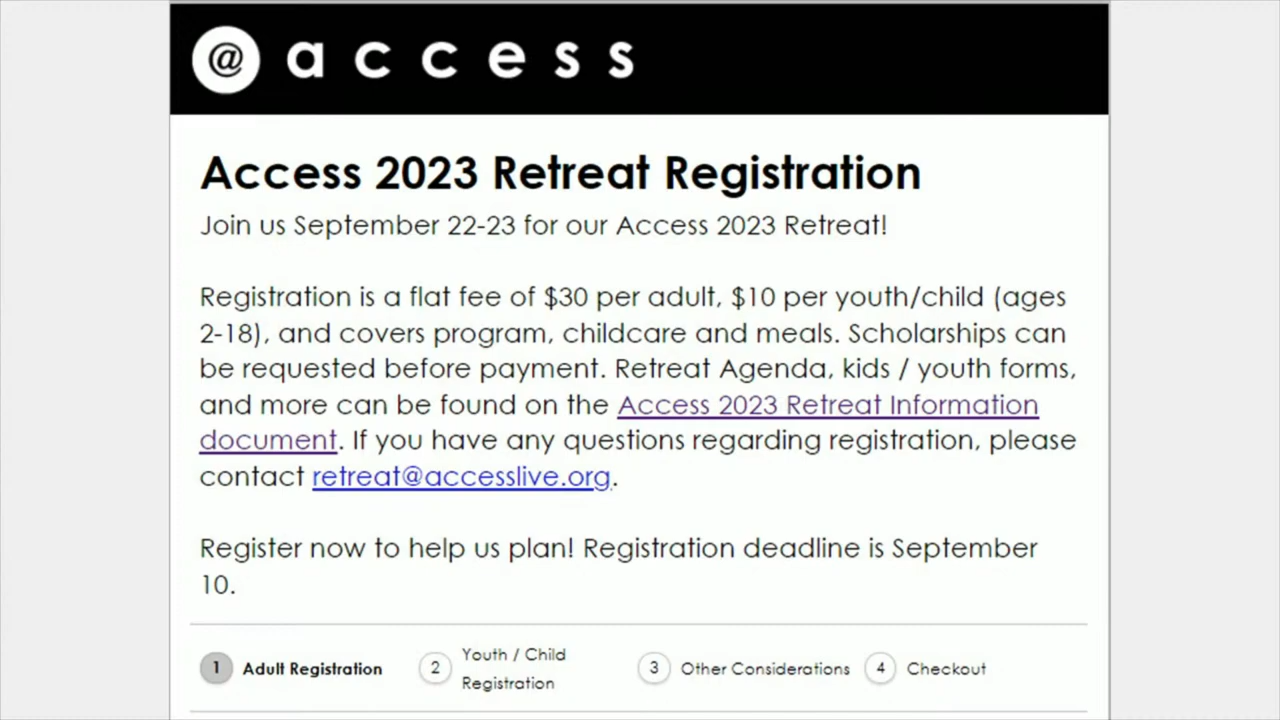 @ access
Access 2023 Retreat Registration
Join us September 22-23 for our Access 2023 Retreat!
Registration is a flat fee of $30 per adult, $10 per youth/child (ages
2-18), and covers program, childcare and meals. Scholarships can
be requested before payment. Retreat Agenda, kids / youth forms,
and more can be found on the Access 2023 Retreat Information
document. If you have any questions regarding registration, please
contact retreat@accesslive.org.
Register now to help us plan! Registration deadline is September
10.
1 Adult Registration
2 Youth / Child
Registration
3 Other Considerations
4 Checkout